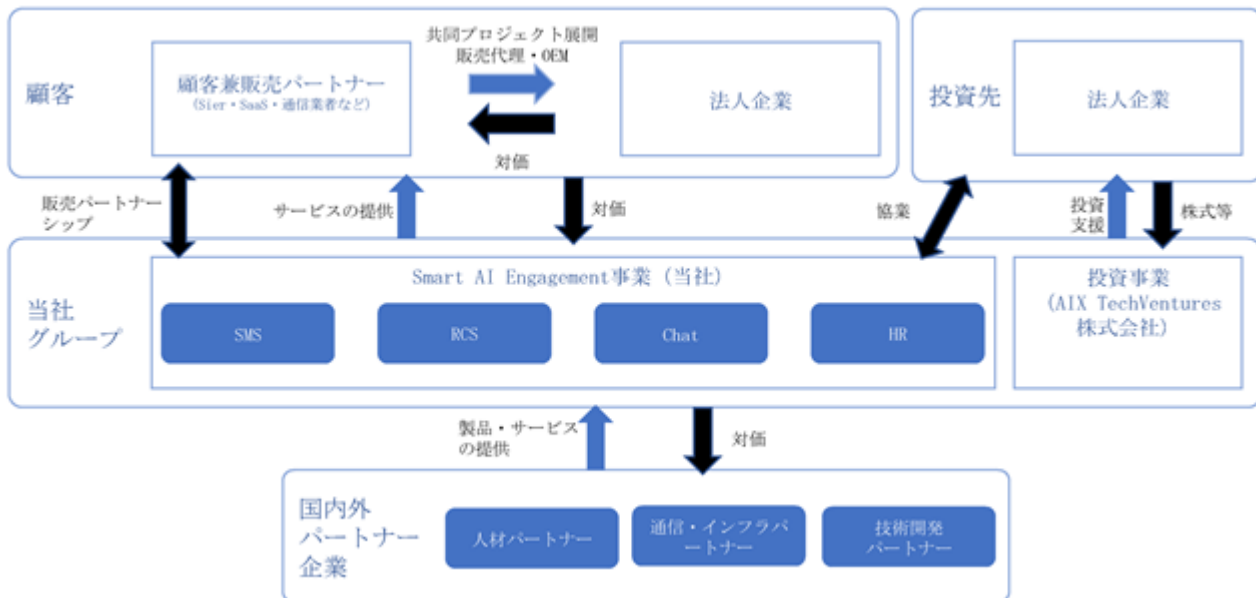 共同プロジェクト展開
販売代理・OEM
顧客
顧客兼販売パートナー
(Sier・SaaS・通信業者など)
法人企業
対価
投資先
法人企業
販売パートナー
シップ
サービスの提供
対価
協業
投資
支援
株式等
当社
グループ
Smart AI Engagement事業 (当社)
SMS
RCS
Chat
HR
投資事業
(AIX TechVentures
株式会社)
製品・サービス
の提供
対価
国内外
パートナー
企業
人材パートナー
通信・インフラパ
ートナー
技術開発
パートナー